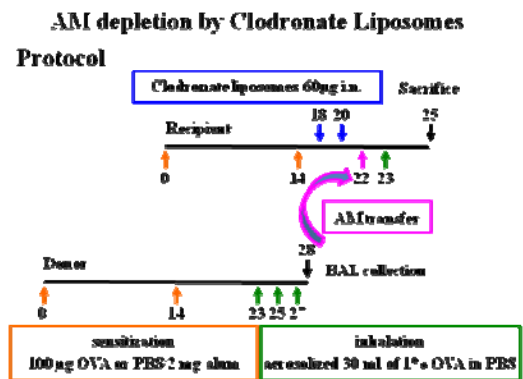 AM depletion by Clodronate Liposomes
Protocol
Clodronate liposomes 60µg i.n.
Sacrifice
18 20 25
Recipient
0 14 22 23
AM transfer
28
Donor
BAL collection
0 14 23 25
sensitization
100 µg OVA or PBS/2 mg alum
inhalation
aerosolized 30 ml of OVA in PBS